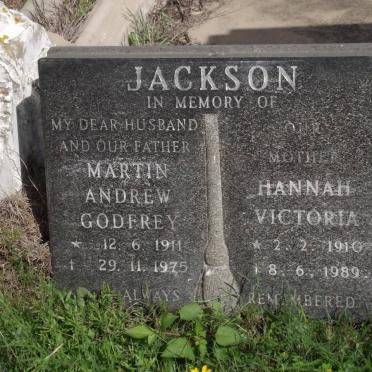 JACKSON
IN MEMORY OF
MY DEAR HUSBAND
AND OUR FATHER
MARTIN
ANDREW
GODFREY
* 12. 6. 1911
† 29. 11. 1975
OUR
MOTHER
HANNAH
VICTORIA
* 2. 2. 1910
† 8. 6. 1989
ALWAYS REMEMBERED